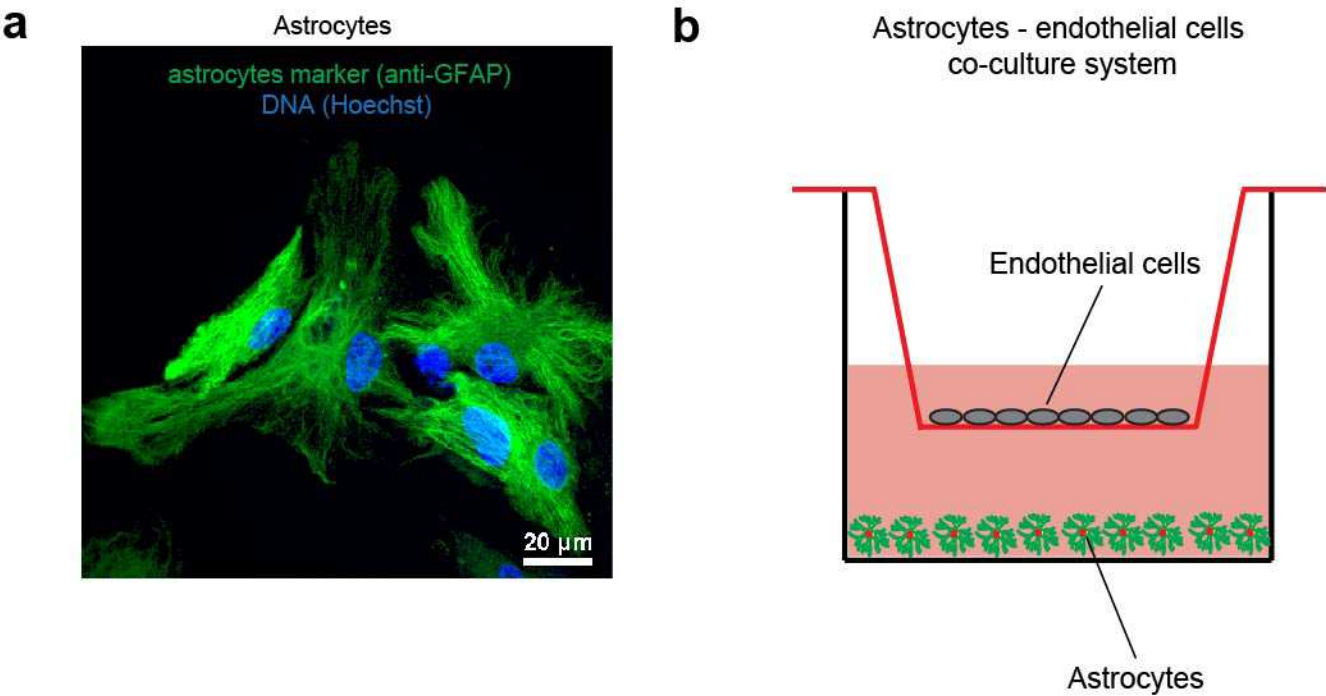 a
Astrocytes
astrocytes marker (anti-GFAP)
DNA (Hoechst)
20 µm
b
Astrocytes - endothelial cells
co-culture system
Endothelial cells
Astrocytes